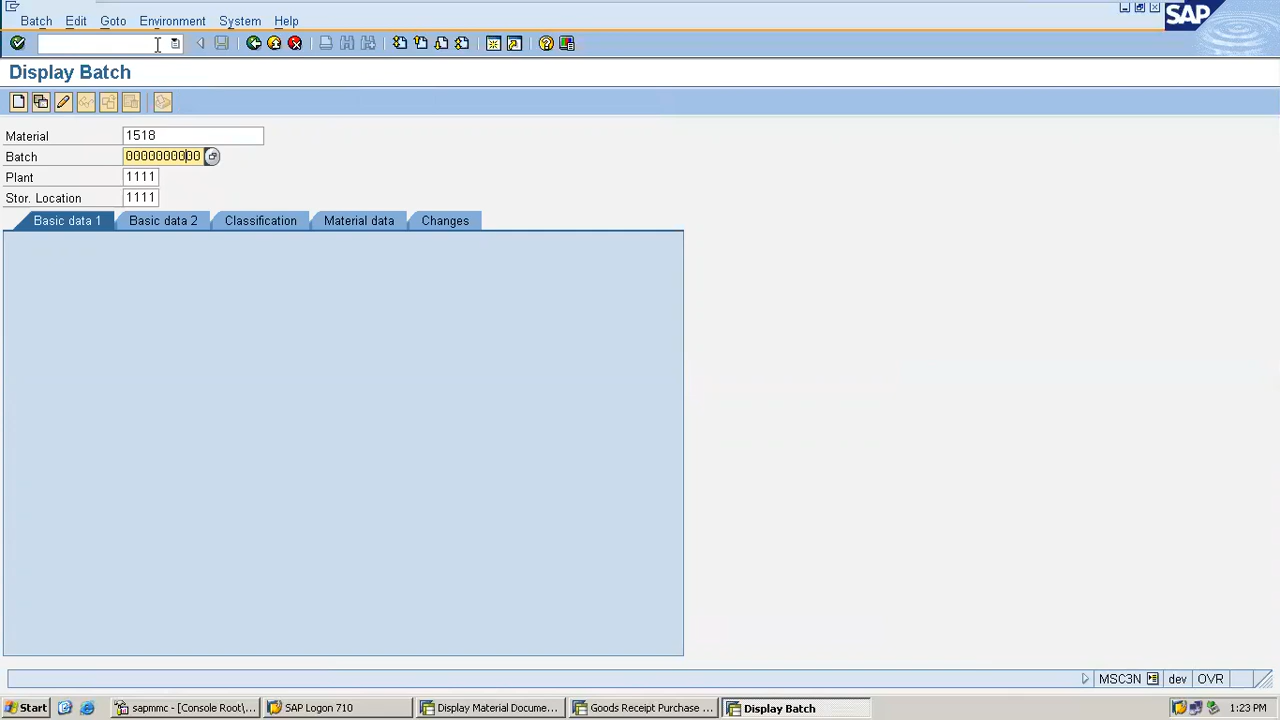 Batch Edit Goto Environment System Help
SAP
Display Batch
Material 1518
Batch 0000000000
Plant 1111
Stor. Location 1111
Basic data 1 Basic data 2 Classification Material data Changes
MSC3N dev OVR
Start sapmmc - [Console Root\... SAP Logon 710 Display Material Docume... Goods Receipt Purchase ... Display Batch 1:23 PM